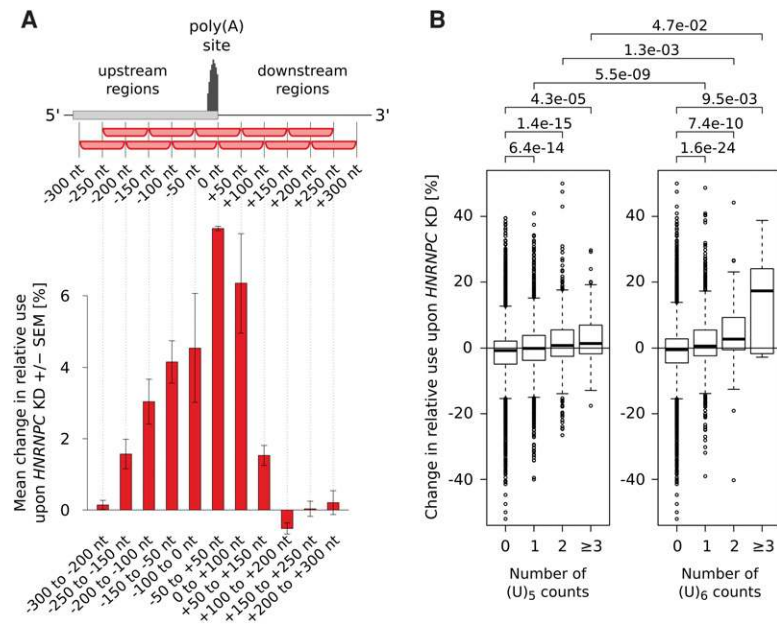 A
poly(A)
site
upstream
regions
downstream
regions
5'
3'
-300 nt
-250 nt
-200 nt
-150 nt
-100 nt
-50 nt
0 nt
+50 nt
+100 nt
+150 nt
+200 nt
+250 nt
+300 nt
Mean change in relative use
upon HNRNPC KD +/− SEM [%]
6
4
2
0
-300 to -200 nt
-250 to -150 nt
-200 to -100 nt
-150 to -50 nt
-100 to 0 nt
-50 to +50 nt
0 to +100 nt
+50 to +150 nt
+100 to +200 nt
+150 to +250 nt
+200 to +300 nt
B
4.7e-02
1.3e-03
5.5e-09
4.3e-05
9.5e-03
1.4e-15
7.4e-10
6.4e-14
1.6e-24
Change in relative use upon HNRNPC KD [%]
40
20
0
-20
-40
0 1 2 ≥3
Number of
(U)5 counts
40
20
0
-20
-40
0 1 2 ≥3
Number of
(U)6 counts